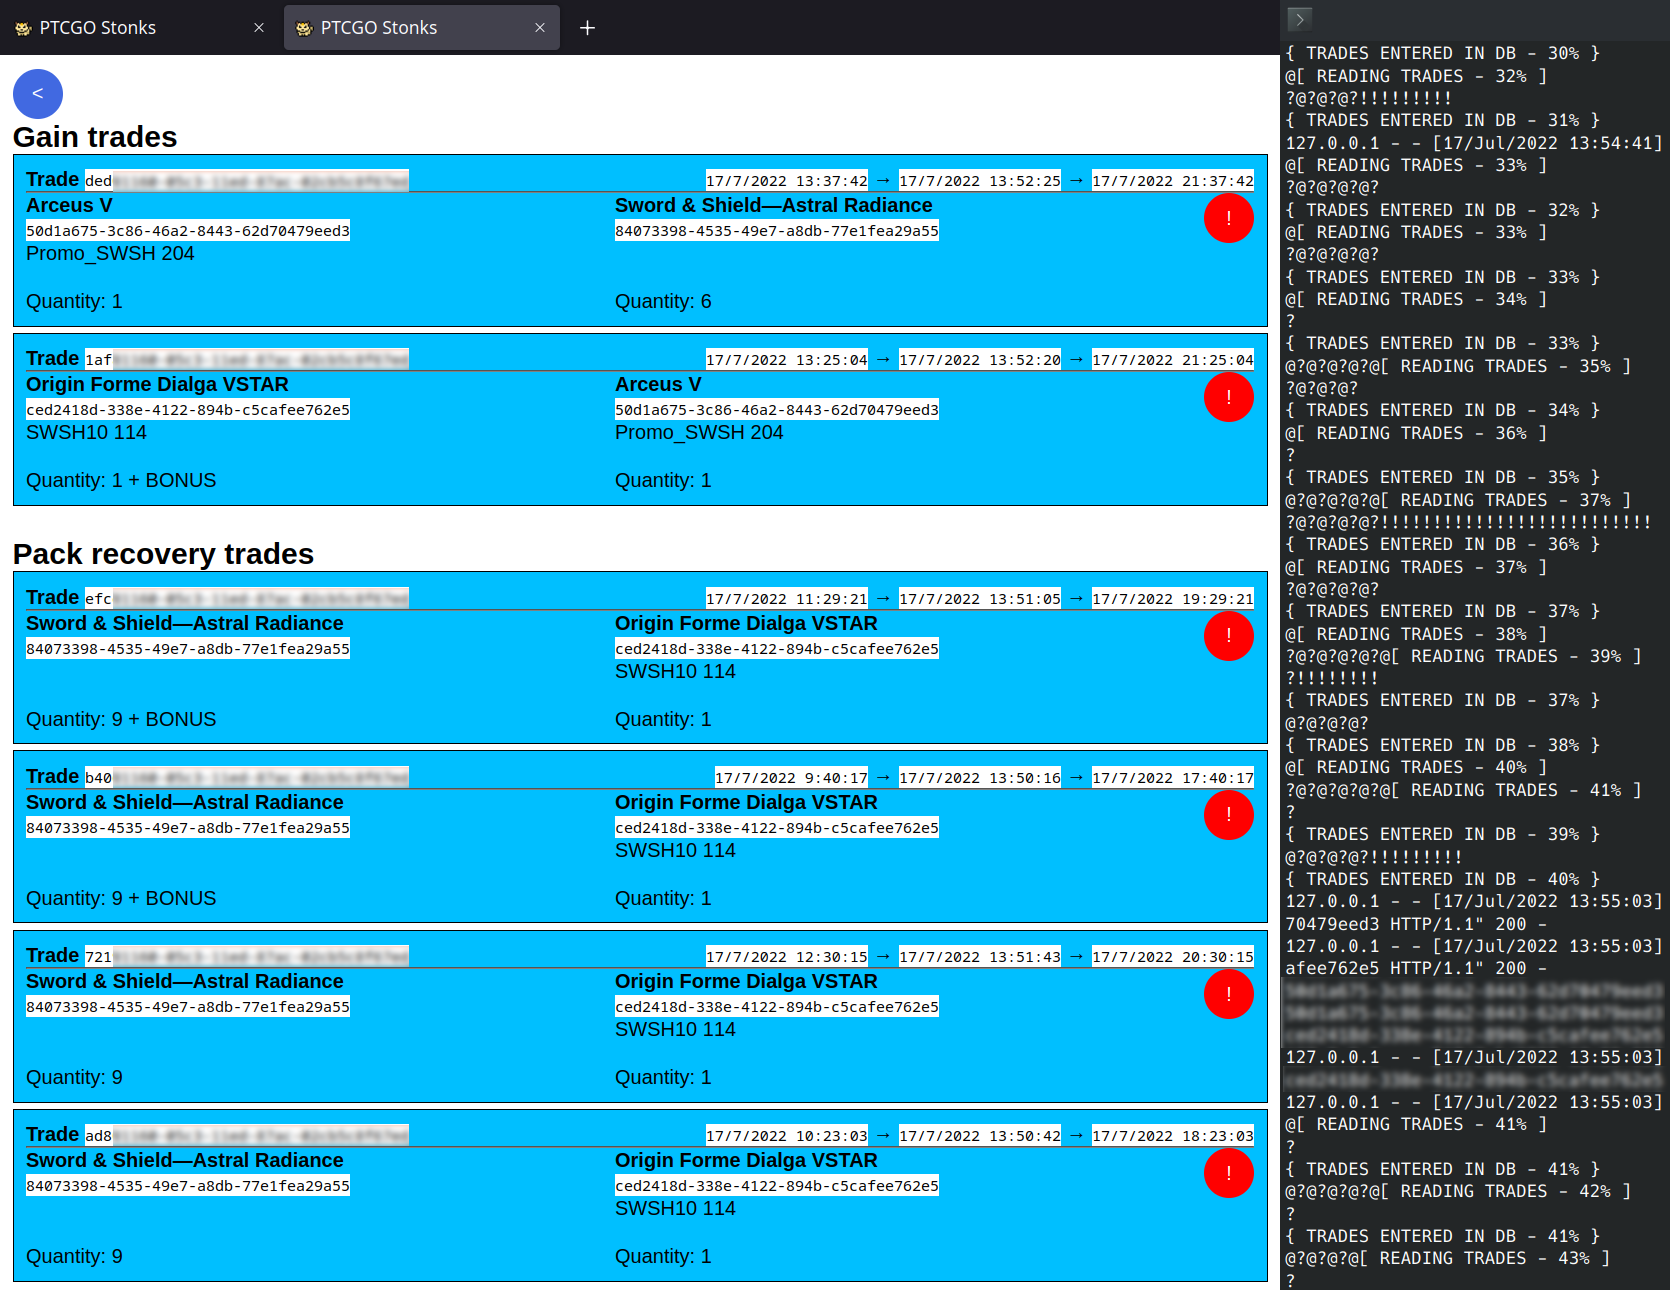 PTCGO Stonks ×
PTCGO Stonks ×
+
<
Gain trades
Trade ded
17/7/2022 13:37:42 → 17/7/2022 13:52:25 → 17/7/2022 21:37:42
Arceus V
50d1a675-3c86-46a2-8443-62d70479eed3
Promo_SWSH 204
Quantity: 1
Sword & Shield—Astral Radiance
84073398-4535-49e7-a8db-77e1fea29a55
Quantity: 6
!
Trade 1af
17/7/2022 13:25:04 → 17/7/2022 13:52:20 → 17/7/2022 21:25:04
Origin Forme Dialga VSTAR
ced2418d-338e-4122-894b-c5cafee762e5
SWSH10 114
Quantity: 1 + BONUS
Arceus V
50d1a675-3c86-46a2-8443-62d70479eed3
Promo_SWSH 204
Quantity: 1
!
Pack recovery trades
Trade efc
17/7/2022 11:29:21 → 17/7/2022 13:51:05 → 17/7/2022 19:29:21
Sword & Shield—Astral Radiance
84073398-4535-49e7-a8db-77e1fea29a55
Quantity: 9 + BONUS
Origin Forme Dialga VSTAR
ced2418d-338e-4122-894b-c5cafee762e5
SWSH10 114
Quantity: 1
!
Trade b40
17/7/2022 9:40:17 → 17/7/2022 13:50:16 → 17/7/2022 17:40:17
Sword & Shield—Astral Radiance
84073398-4535-49e7-a8db-77e1fea29a55
Quantity: 9 + BONUS
Origin Forme Dialga VSTAR
ced2418d-338e-4122-894b-c5cafee762e5
SWSH10 114
Quantity: 1
!
Trade 721
17/7/2022 12:30:15 → 17/7/2022 13:51:43 → 17/7/2022 20:30:15
Sword & Shield—Astral Radiance
84073398-4535-49e7-a8db-77e1fea29a55
Quantity: 9
Origin Forme Dialga VSTAR
ced2418d-338e-4122-894b-c5cafee762e5
SWSH10 114
Quantity: 1
!
Trade ad8
17/7/2022 10:23:03 → 17/7/2022 13:50:42 → 17/7/2022 18:23:03
Sword & Shield—Astral Radiance
84073398-4535-49e7-a8db-77e1fea29a55
Quantity: 9
Origin Forme Dialga VSTAR
ced2418d-338e-4122-894b-c5cafee762e5
SWSH10 114
Quantity: 1
!
{ TRADES ENTERED IN DB - 30% }
@[ READING TRADES - 32% ]
?@?@?@?!!!!!!!!!
{ TRADES ENTERED IN DB - 31% }
127.0.0.1 - - [17/Jul/2022 13:54:41]
@[ READING TRADES - 33% ]
?@?@?@?@?
{ TRADES ENTERED IN DB - 32% }
@[ READING TRADES - 33% ]
?@?@?@?@?
{ TRADES ENTERED IN DB - 33% }
@[ READING TRADES - 34% ]
?
{ TRADES ENTERED IN DB - 33% }
@?@?@?@?@[ READING TRADES - 35% ]
?@?@?@?
{ TRADES ENTERED IN DB - 34% }
@[ READING TRADES - 36% ]
?
{ TRADES ENTERED IN DB - 35% }
@?@?@?@?@[ READING TRADES - 37% ]
?@?@?@?@?!!!!!!!!!!!!!!!!!!!!!!!!!!
{ TRADES ENTERED IN DB - 36% }
@[ READING TRADES - 37% ]
?@?@?@?@?
{ TRADES ENTERED IN DB - 37% }
@[ READING TRADES - 38% ]
?@?@?@?@?@[ READING TRADES - 39% ]
?!!!!!!!!
{ TRADES ENTERED IN DB - 37% }
@?@?@?@?
{ TRADES ENTERED IN DB - 38% }
@[ READING TRADES - 40% ]
?@?@?@?@?@[ READING TRADES - 41% ]
?
{ TRADES ENTERED IN DB - 39% }
@?@?@?@?!!!!!!!!!
{ TRADES ENTERED IN DB - 40% }
127.0.0.1 - - [17/Jul/2022 13:55:03]
70479eed3 HTTP/1.1" 200 -
127.0.0.1 - - [17/Jul/2022 13:55:03]
afee762e5 HTTP/1.1" 200 -
127.0.0.1 - - [17/Jul/2022 13:55:03]
127.0.0.1 - - [17/Jul/2022 13:55:03]
@[ READING TRADES - 41% ]
?
{ TRADES ENTERED IN DB - 41% }
@?@?@?@?@[ READING TRADES - 42% ]
?
{ TRADES ENTERED IN DB - 41% }
@?@?@?@[ READING TRADES - 43% ]
?